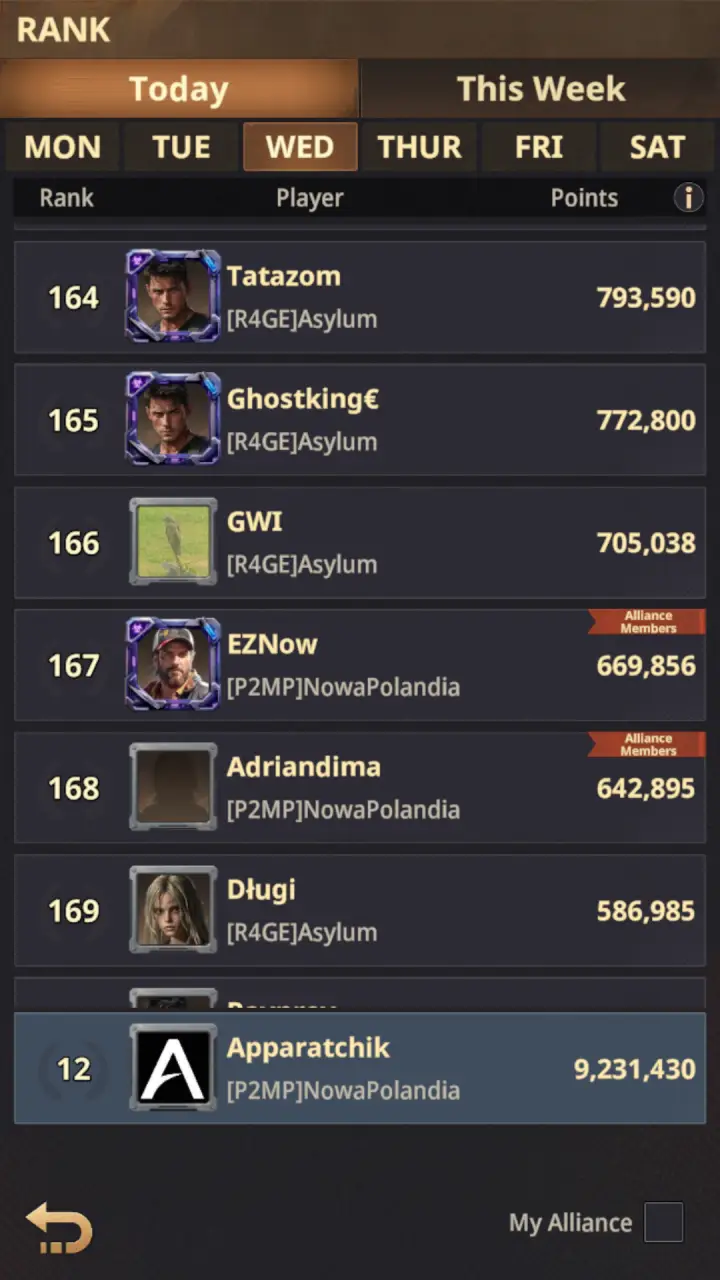 RANK
Today
This Week
MON
TUE
WED
THUR
FRI
SAT
Rank
Player
Points
164
Tatazom
[R4GE]Asylum
793,590
165
Ghostking€
[R4GE]Asylum
772,800
166
GWI
[R4GE]Asylum
705,038
Alliance
Members
167
EZNow
[P2MP]NowaPolandia
669,856
Alliance
Members
168
Adriandima
[P2MP]NowaPolandia
642,895
169
Długi
[R4GE]Asylum
586,985
12
Apparatchik
[P2MP]NowaPolandia
9,231,430
My Alliance